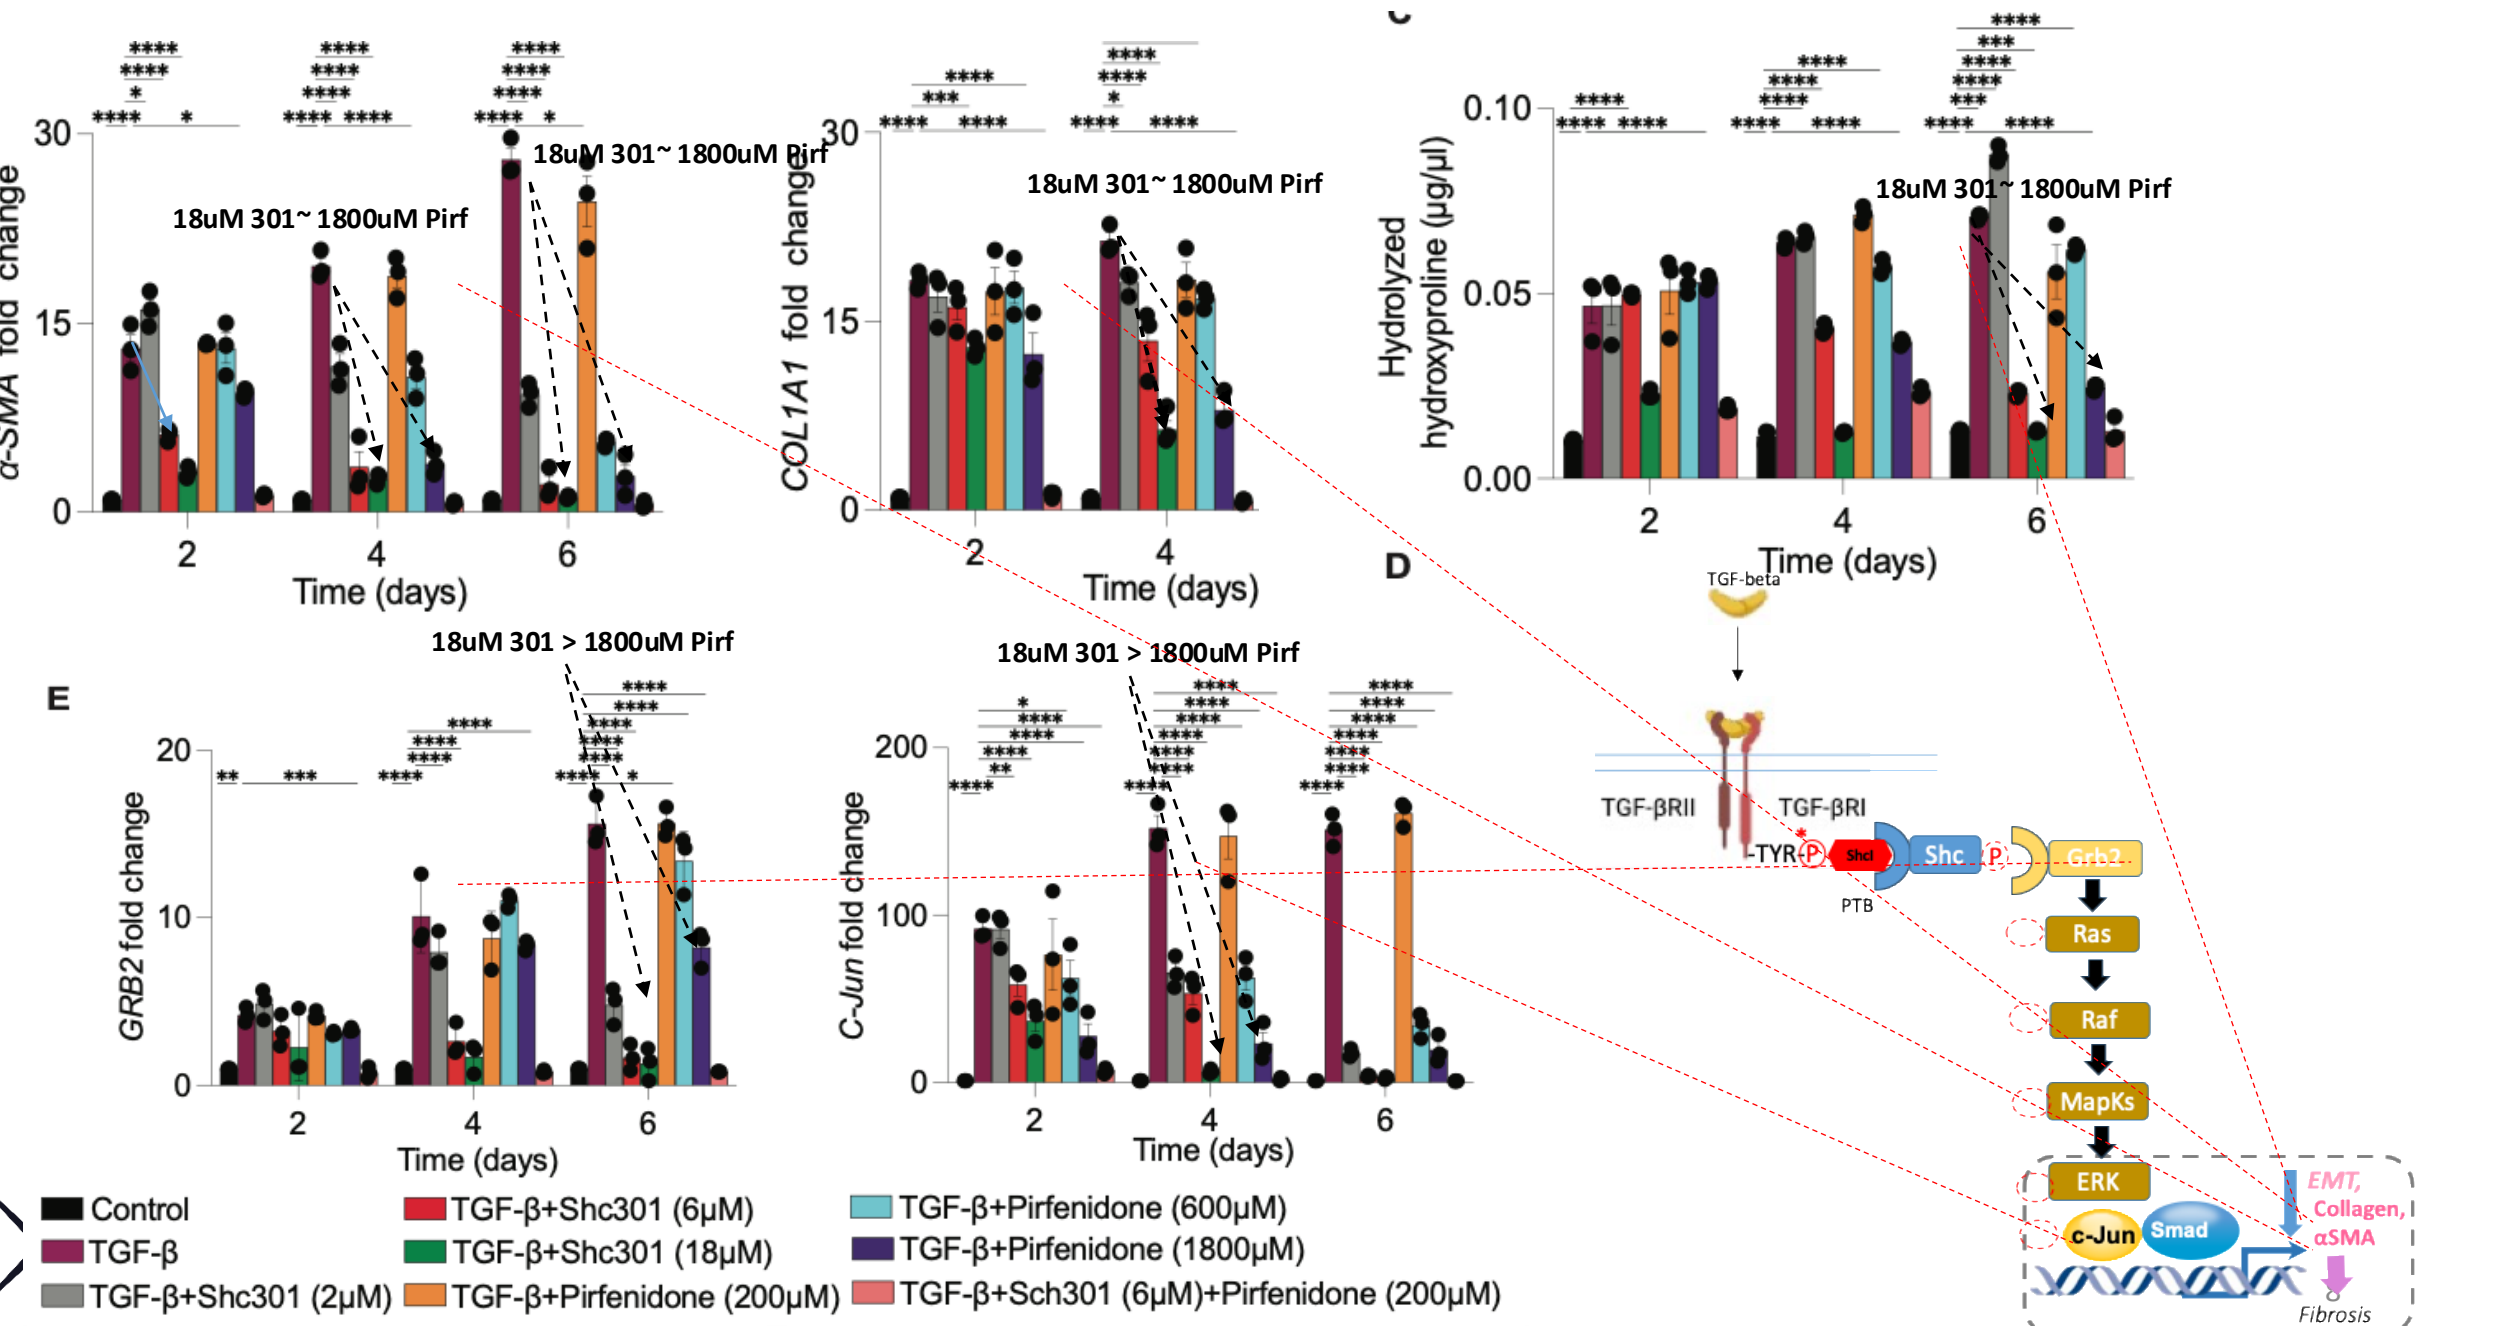 **** **** * **** *
**** **** **** **** ****
**** **** **** **** *
30
15
0
α-SMA fold change
18uM 301~ 1800uM Pirf
18uM 301~ 1800uM Pirf
2 4 6
Time (days)
**** *** **** ****
**** **** * **** ****
30
15
0
COL1A1 fold change
18uM 301~ 1800uM Pirf
2 4
Time (days)
C
**** **** ****
**** **** **** **** ****
**** *** **** **** *** **** ****
0.10
0.05
0.00
Hydrolyzed
hydroxyproline (μg/μl)
18uM 301~ 1800uM Pirf
2 4 6
Time (days)
D
TGF-beta
TGF-βRII
TGF-βRI
*
-TYR-P
ShcI
Shc
P
Grb2
PTB
Ras
Raf
MapKs
ERK
c-Jun
Smad
EMT,
Collagen,
αSMA
Fibrosis
E
18uM 301 > 1800uM Pirf
** ***
**** **** **** ****
**** **** **** **** **** **** *
20
10
0
GRB2 fold change
2 4 6
Time (days)
18uM 301 > 1800uM Pirf
* **** **** **** ** ****
**** **** **** **** **** **** ****
**** **** **** **** **** **** ****
200
100
0
C-Jun fold change
2 4 6
Time (days)
Control
TGF-β
TGF-β+Shc301 (2μM)
TGF-β+Shc301 (6μM)
TGF-β+Shc301 (18μM)
TGF-β+Pirfenidone (200μM)
TGF-β+Pirfenidone (600μM)
TGF-β+Pirfenidone (1800μM)
TGF-β+Sch301 (6μM)+Pirfenidone (200μM)